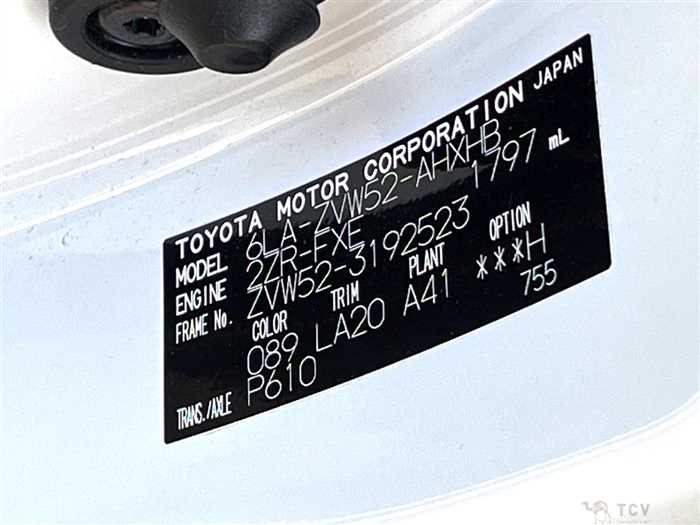 TOYOTA MOTOR CORPORATION JAPAN
MODEL 6LA-ZVW52-AHXHB
ENGINE 2ZR-FXE 1797 mL
FRAME No. ZVW52-3192523
COLOR TRIM PLANT OPTION
089 LA20 A41 ***H
TRANS./AXLE P610 755
TCV